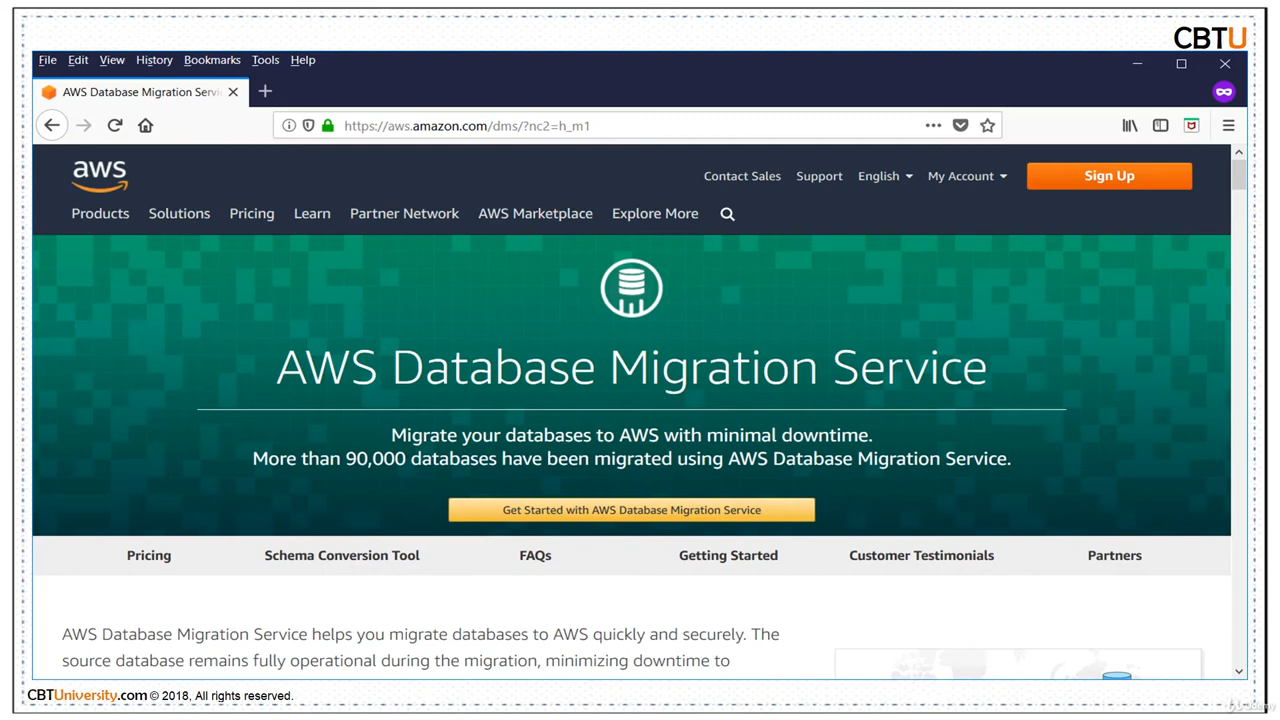 CBTU
File Edit View History Bookmarks Tools Help
AWS Database Migration Servi
https://aws.amazon.com/dms/?nc2=h_m1
aws
Contact Sales Support English My Account Sign Up
Products Solutions Pricing Learn Partner Network AWS Marketplace Explore More
AWS Database Migration Service
Migrate your databases to AWS with minimal downtime.
More than 90,000 databases have been migrated using AWS Database Migration Service.
Get Started with AWS Database Migration Service
Pricing Schema Conversion Tool FAQs Getting Started Customer Testimonials Partners
AWS Database Migration Service helps you migrate databases to AWS quickly and securely. The
source database remains fully operational during the migration, minimizing downtime to
CBTUniversity.com © 2018, All rights reserved.
Udemy